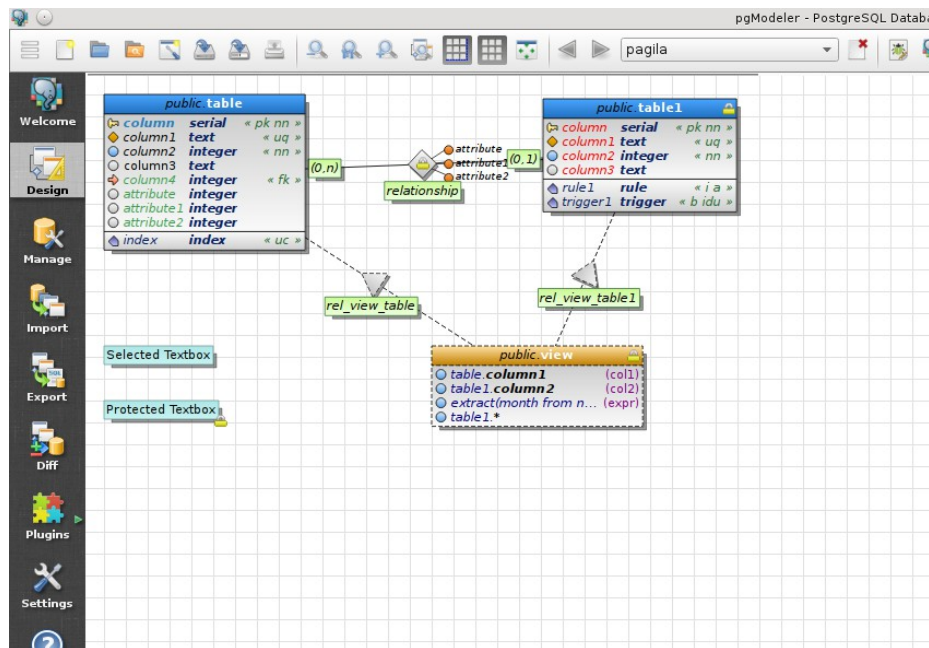 pgModeler - PostgreSQL Databa
pagila
Welcome
Design
Manage
Import
Export
Diff
Plugins
Settings
public.table
column serial « pk nn »
column1 text « uq »
column2 integer « nn »
column3 text
column4 integer « fk »
attribute integer
attribute1 integer
attribute2 integer
index index « uc »
(0,n)
attribute
attribute1
attribute2
relationship
(0,1)
public.table1
column serial « pk nn »
column1 text « uq »
column2 integer « nn »
column3 text
rule1 rule « i a »
trigger1 trigger « b idu »
rel_view_table
rel_view_table1
Selected Textbox
Protected Textbox
public.view
table.column1 (col1)
table1.column2 (col2)
extract(month from n... (expr)
table1.*